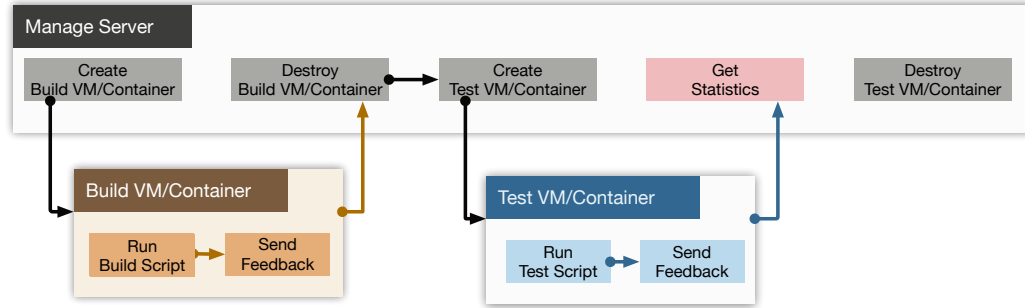 Manage Server
Create
Build VM/Container
Destroy
Build VM/Container
Create
Test VM/Container
Get
Statistics
Destroy
Test VM/Container
Build VM/Container
Run
Build Script
Send
Feedback
Test VM/Container
Run
Test Script
Send
Feedback